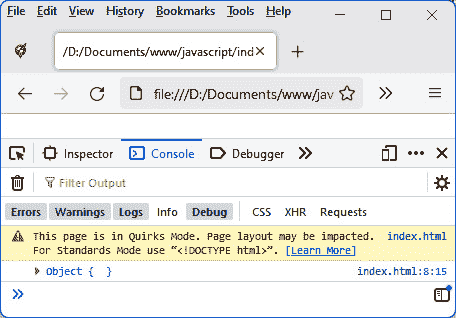 File Edit View History Bookmarks Tools Help
/D:/Documents/www/javascript/ind
file:///D:/Documents/www/jav
Inspector Console Debugger
Filter Output
Errors Warnings Logs Info Debug CSS XHR Requests
This page is in Quirks Mode. Page layout may be impacted. index.html
For Standards Mode use “<!DOCTYPE html>”. [Learn More]
Object { } index.html:8:15